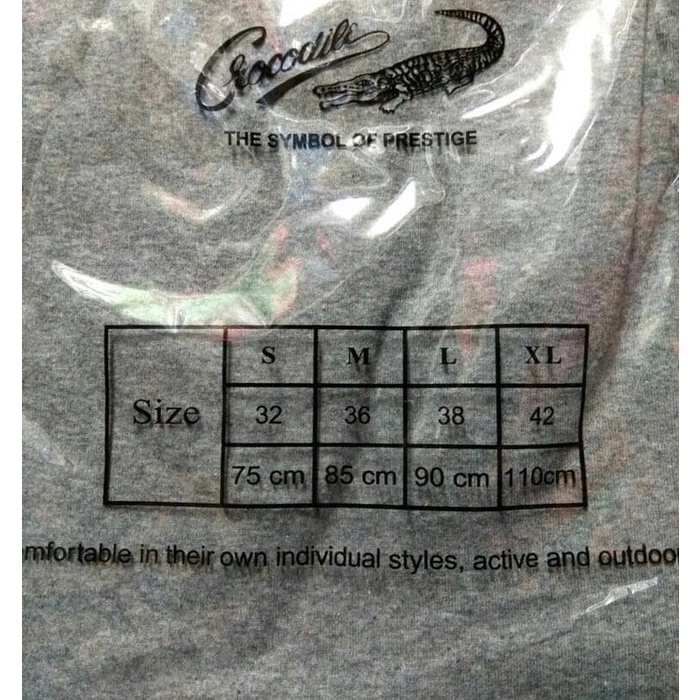 Crocodile
THE SYMBOL OF PRESTIGE
Size
S M L XL
32 36 38 42
75 cm 85 cm 90 cm 110cm
mfortable in their own individual styles, active and outdoo